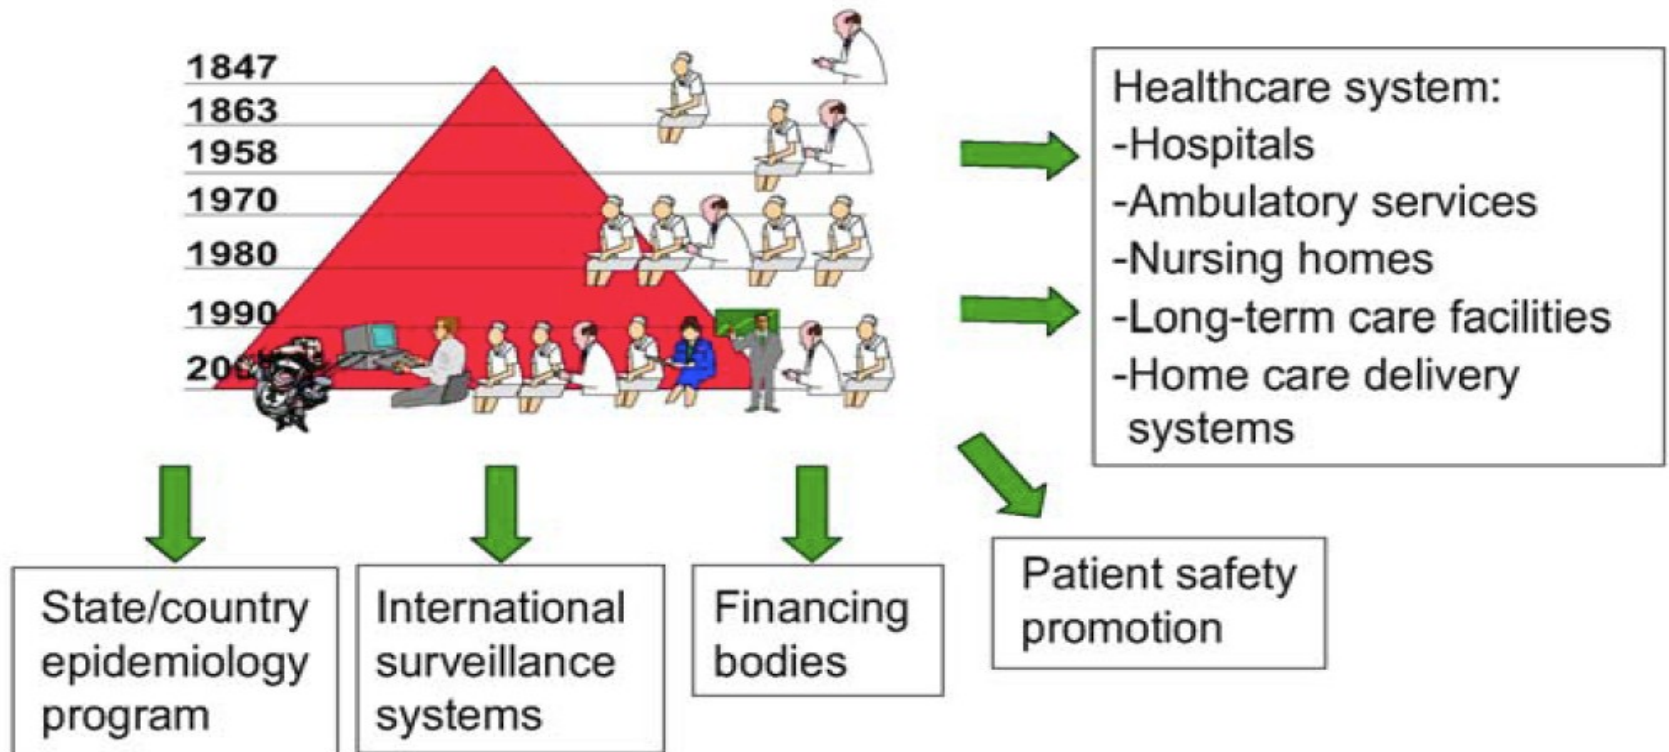 1847
1863
1958
1970
1980
1990
Healthcare system:
-Hospitals
-Ambulatory services
-Nursing homes
-Long-term care facilities
-Home care delivery
systems
State/country
epidemiology
program
International
surveillance
systems
Financing
bodies
Patient safety
promotion